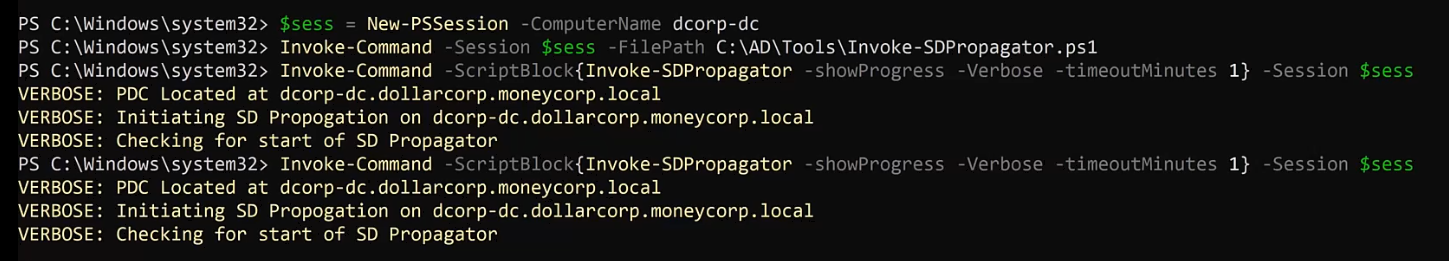 PS C:\Windows\system32> $sess = New-PSSession -ComputerName dcorp-dc
PS C:\Windows\system32> Invoke-Command -Session $sess -FilePath C:\AD\Tools\Invoke-SDPropagator.ps1
PS C:\Windows\system32> Invoke-Command -ScriptBlock{Invoke-SDPropagator -showProgress -Verbose -timeoutMinutes 1} -Session $sess
VERBOSE: PDC Located at dcorp-dc.dollarcorp.moneycorp.local
VERBOSE: Initiating SD Propogation on dcorp-dc.dollarcorp.moneycorp.local
VERBOSE: Checking for start of SD Propagator
PS C:\Windows\system32> Invoke-Command -ScriptBlock{Invoke-SDPropagator -showProgress -Verbose -timeoutMinutes 1} -Session $sess
VERBOSE: PDC Located at dcorp-dc.dollarcorp.moneycorp.local
VERBOSE: Initiating SD Propogation on dcorp-dc.dollarcorp.moneycorp.local
VERBOSE: Checking for start of SD Propagator